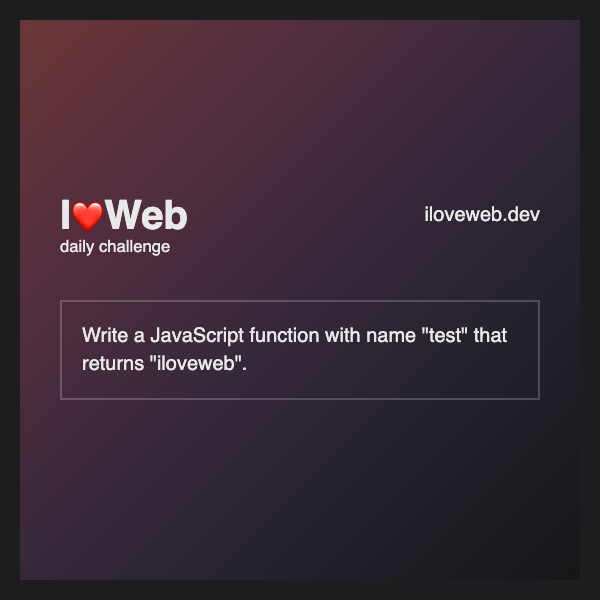 I❤️Web
iloveweb.dev
daily challenge
Write a JavaScript function with name "test" that
returns "iloveweb".